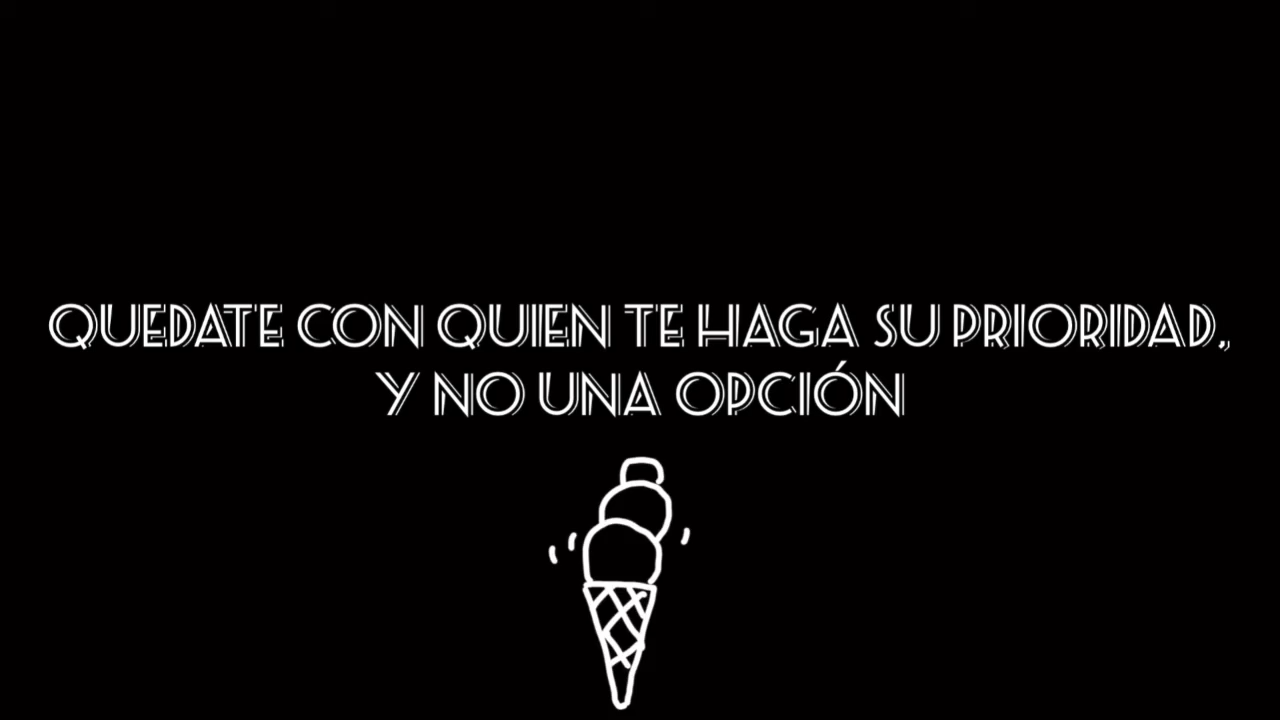 QUEDATE CON QUIEN TE HAGA SU PRIORIDAD,
Y NO UNA OPCIÓN